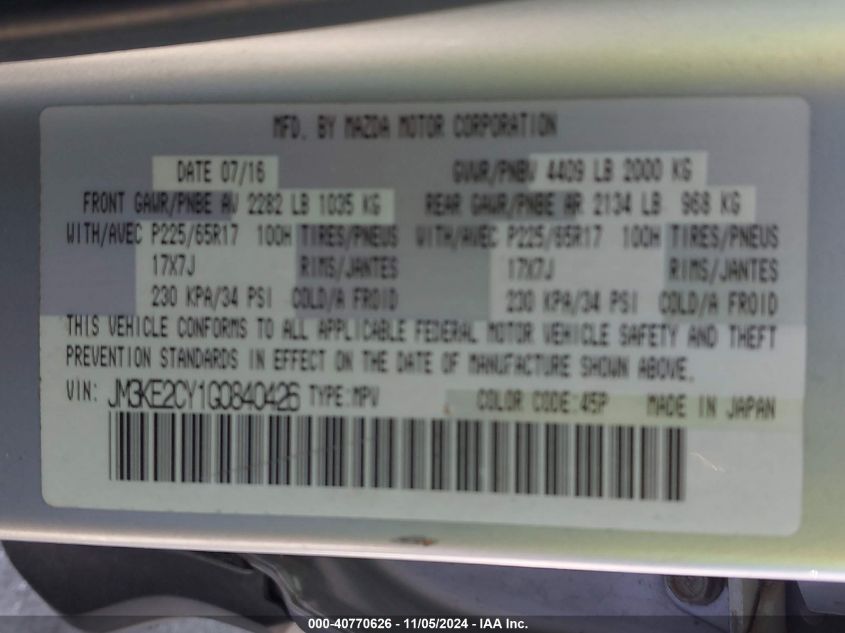 MFD. BY MAZDA MOTOR CORPORATION
DATE 07/16 GVWR/PNBV 4409 LB 2000 KG
FRONT GAWR/PNBE AV 2282 LB 1035 KG REAR GAWR/PNBE AR 2134 LB 968 KG
WITH/AVEC P225/65R17 100H TIRES/PNEUS WITH/AVEC P225/65R17 100H TIRES/PNEUS
17X7J RIMS/JANTES 17X7J RIMS/JANTES
230 KPA/34 PSI COLD/A FROID 230 KPA/34 PSI COLD/A FROID
THIS VEHICLE CONFORMS TO ALL APPLICABLE FEDERAL MOTOR VEHICLE SAFETY AND THEFT
PREVENTION STANDARDS IN EFFECT ON THE DATE OF MANUFACTURE SHOWN ABOVE.
VIN: JM3KE2CY1G0840426 TYPE:MPV COLOR CODE:45P MADE IN JAPAN
000-40770626 - 11/05/2024 - IAA Inc.